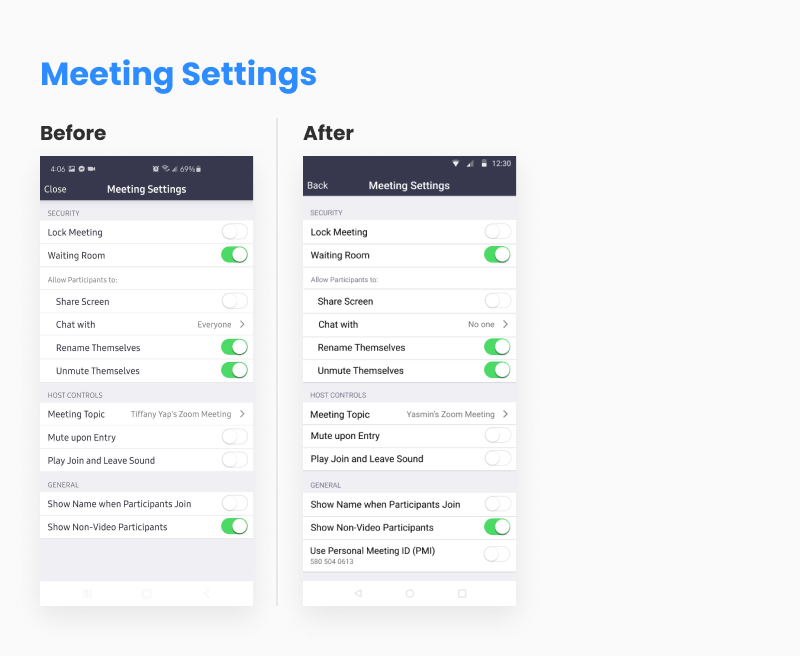 Meeting Settings
Before
4:06
69%
Close
Meeting Settings
SECURITY
Lock Meeting
Waiting Room
Allow Participants to:
Share Screen
Chat with
Everyone
Rename Themselves
Unmute Themselves
HOST CONTROLS
Meeting Topic
Tiffany Yap's Zoom Meeting
Mute upon Entry
Play Join and Leave Sound
GENERAL
Show Name when Participants Join
Show Non-Video Participants
After
12:30
Back
Meeting Settings
SECURITY
Lock Meeting
Waiting Room
Allow Participants to:
Share Screen
Chat with
No one
Rename Themselves
Unmute Themselves
HOST CONTROLS
Meeting Topic
Yasmin's Zoom Meeting
Mute upon Entry
Play Join and Leave Sound
GENERAL
Show Name when Participants Join
Show Non-Video Participants
Use Personal Meeting ID (PMI)
580 504 0613